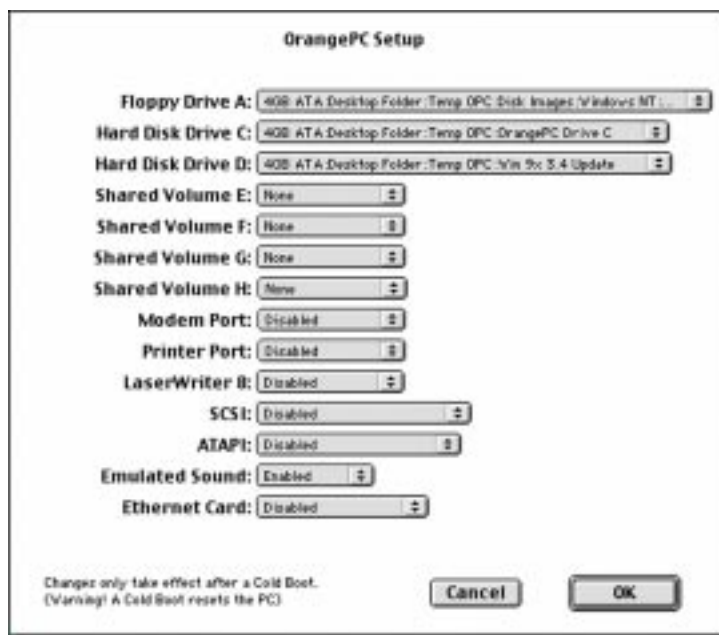 OrangePC Setup
Floppy Drive A: 4GB ATA:Desktop Folder:Temp OPC:Disk Images:Windows NT:...
Hard Disk Drive C: 4GB ATA:Desktop Folder:Temp OPC:OrangePC Drive C
Hard Disk Drive D: 4GB ATA:Desktop Folder:Temp OPC:Win 9x 3.4 Update
Shared Volume E: None
Shared Volume F: None
Shared Volume G: None
Shared Volume H: None
Modem Port: Disabled
Printer Port: Disabled
LaserWriter 8: Disabled
SCSI: Disabled
ATAPI: Disabled
Emulated Sound: Enabled
Ethernet Card: Disabled
Changes only take effect after a Cold Boot.
(Warning! A Cold Boot resets the PC)
Cancel OK